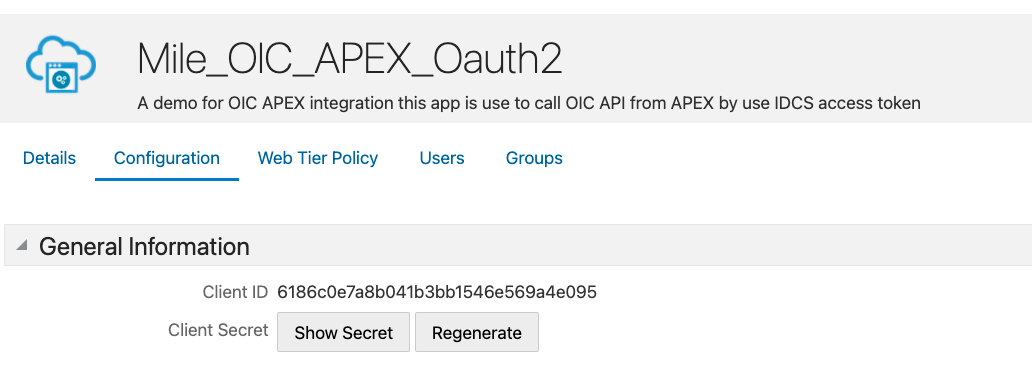 Mile_OIC_APEX_Oauth2
A demo for OIC APEX integration this app is use to call OIC API from APEX by use IDCS access token
Details Configuration Web Tier Policy Users Groups
General Information
Client ID 6186c0e7a8b041b3bb1546e569a4e095
Client Secret Show Secret Regenerate